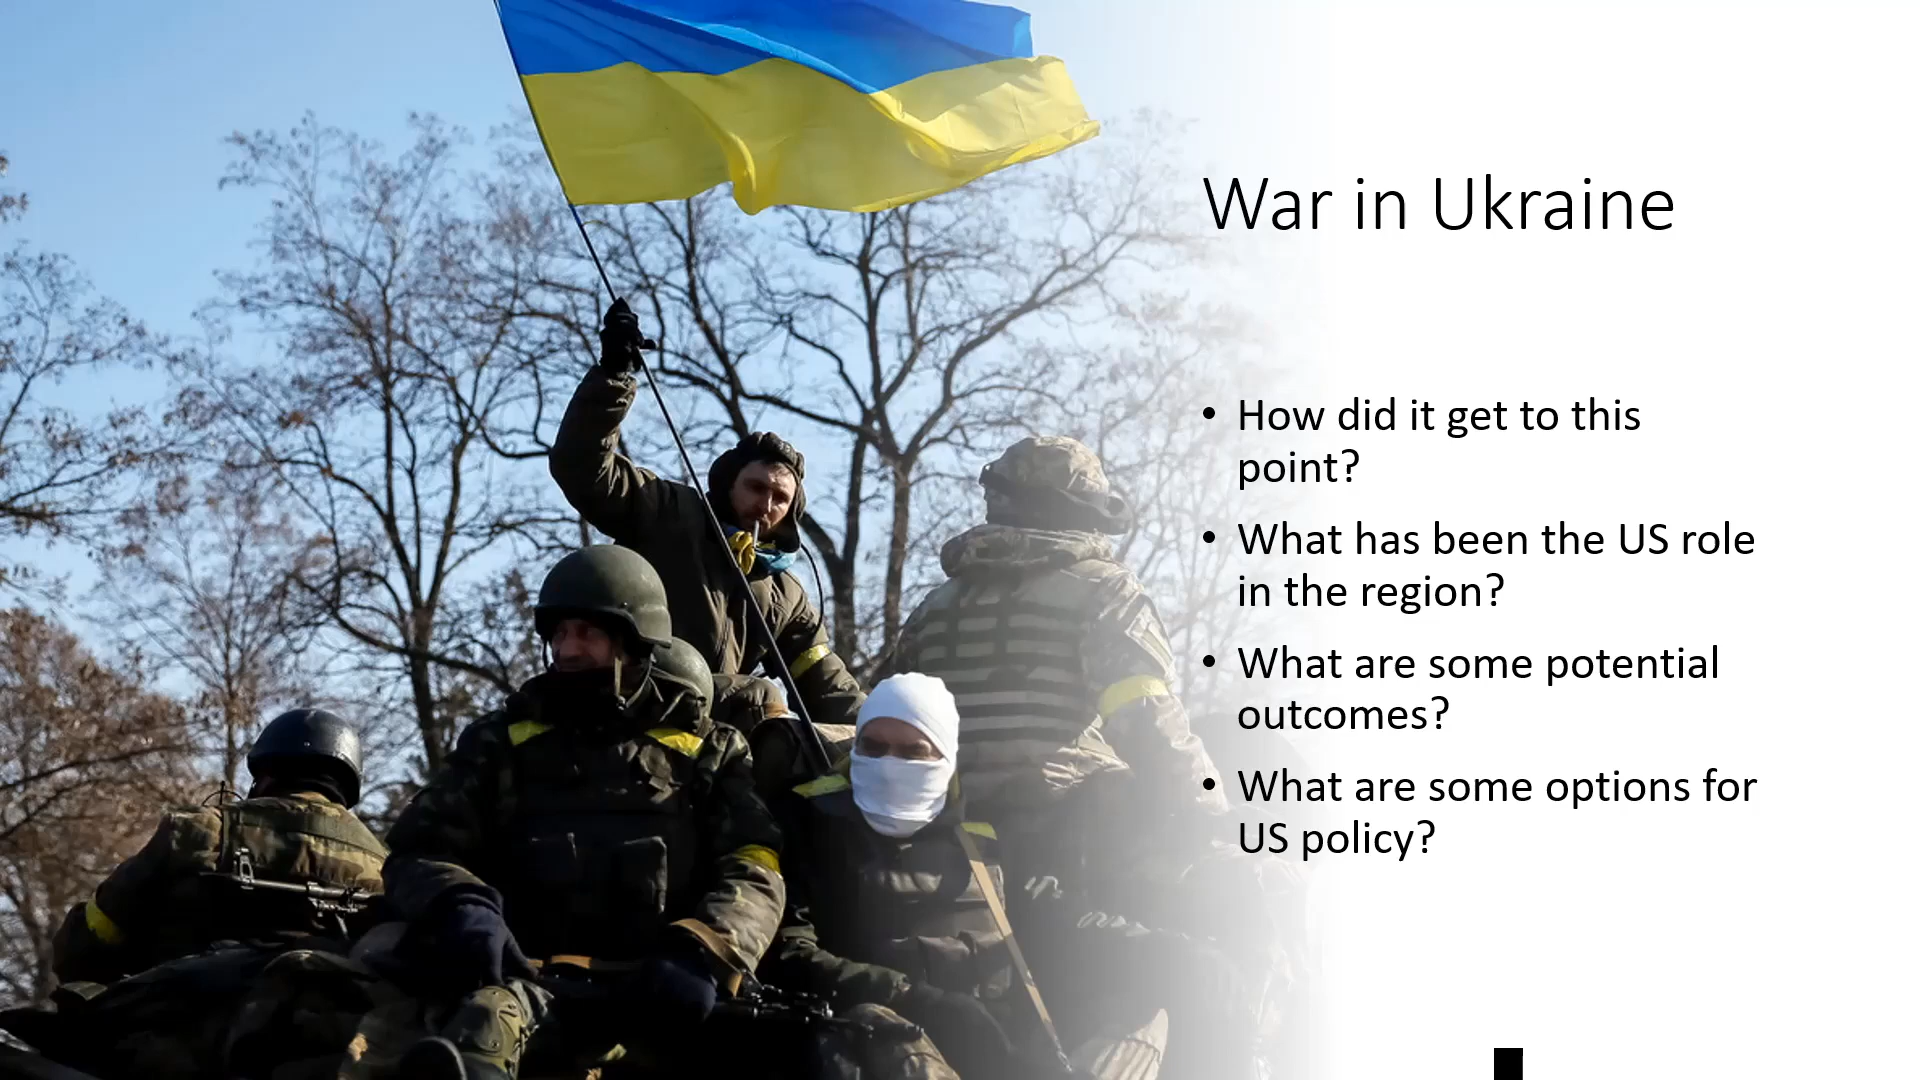 War in Ukraine
• How did it get to this
point?
• What has been the US role
in the region?
• What are some potential
outcomes?
• What are some options for
US policy?